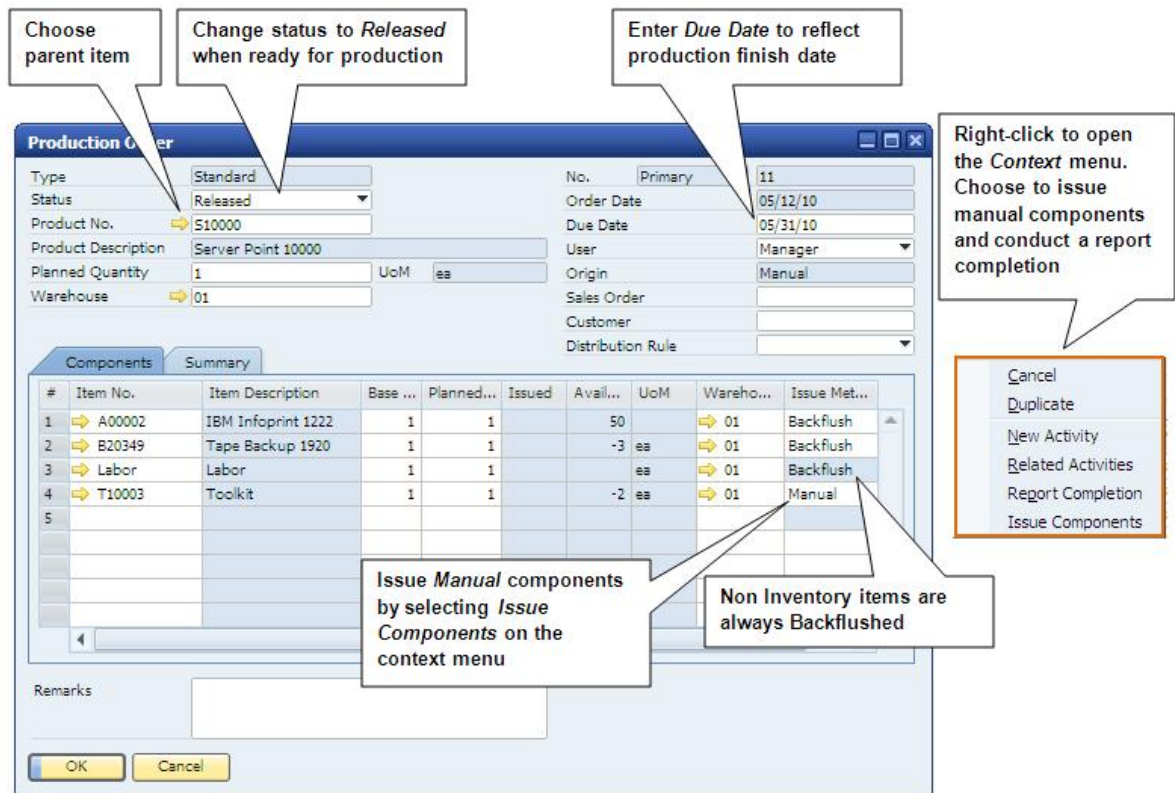 Choose
parent item
Change status to Released
when ready for production
Enter Due Date to reflect
production finish date
Right-click to open
the Context menu.
Choose to issue
manual components
and conduct a report
completion
Production O er
Type Standard
Status Released
Product No. S10000
Product Description Server Point 10000
Planned Quantity 1 UoM ea
Warehouse 01
No. Primary 11
Order Date 05/12/10
Due Date 05/31/10
User Manager
Origin Manual
Sales Order
Customer
Distribution Rule
Components Summary
# Item No. Item Description Base ... Planned... Issued Avail... UoM Wareho... Issue Met...
1 A00002 IBM Infoprint 1222 1 1 50 01 Backflush
2 B20349 Tape Backup 1920 1 1 -3 ea 01 Backflush
3 Labor Labor 1 1 ea 01 Backflush
4 T10003 Toolkit 1 1 -2 ea 01 Manual
5
Issue Manual components
by selecting Issue
Components on the
context menu
Non Inventory items are
always Backflushed
Cancel
Duplicate
New Activity
Related Activities
Report Completion
Issue Components
Remarks
OK Cancel